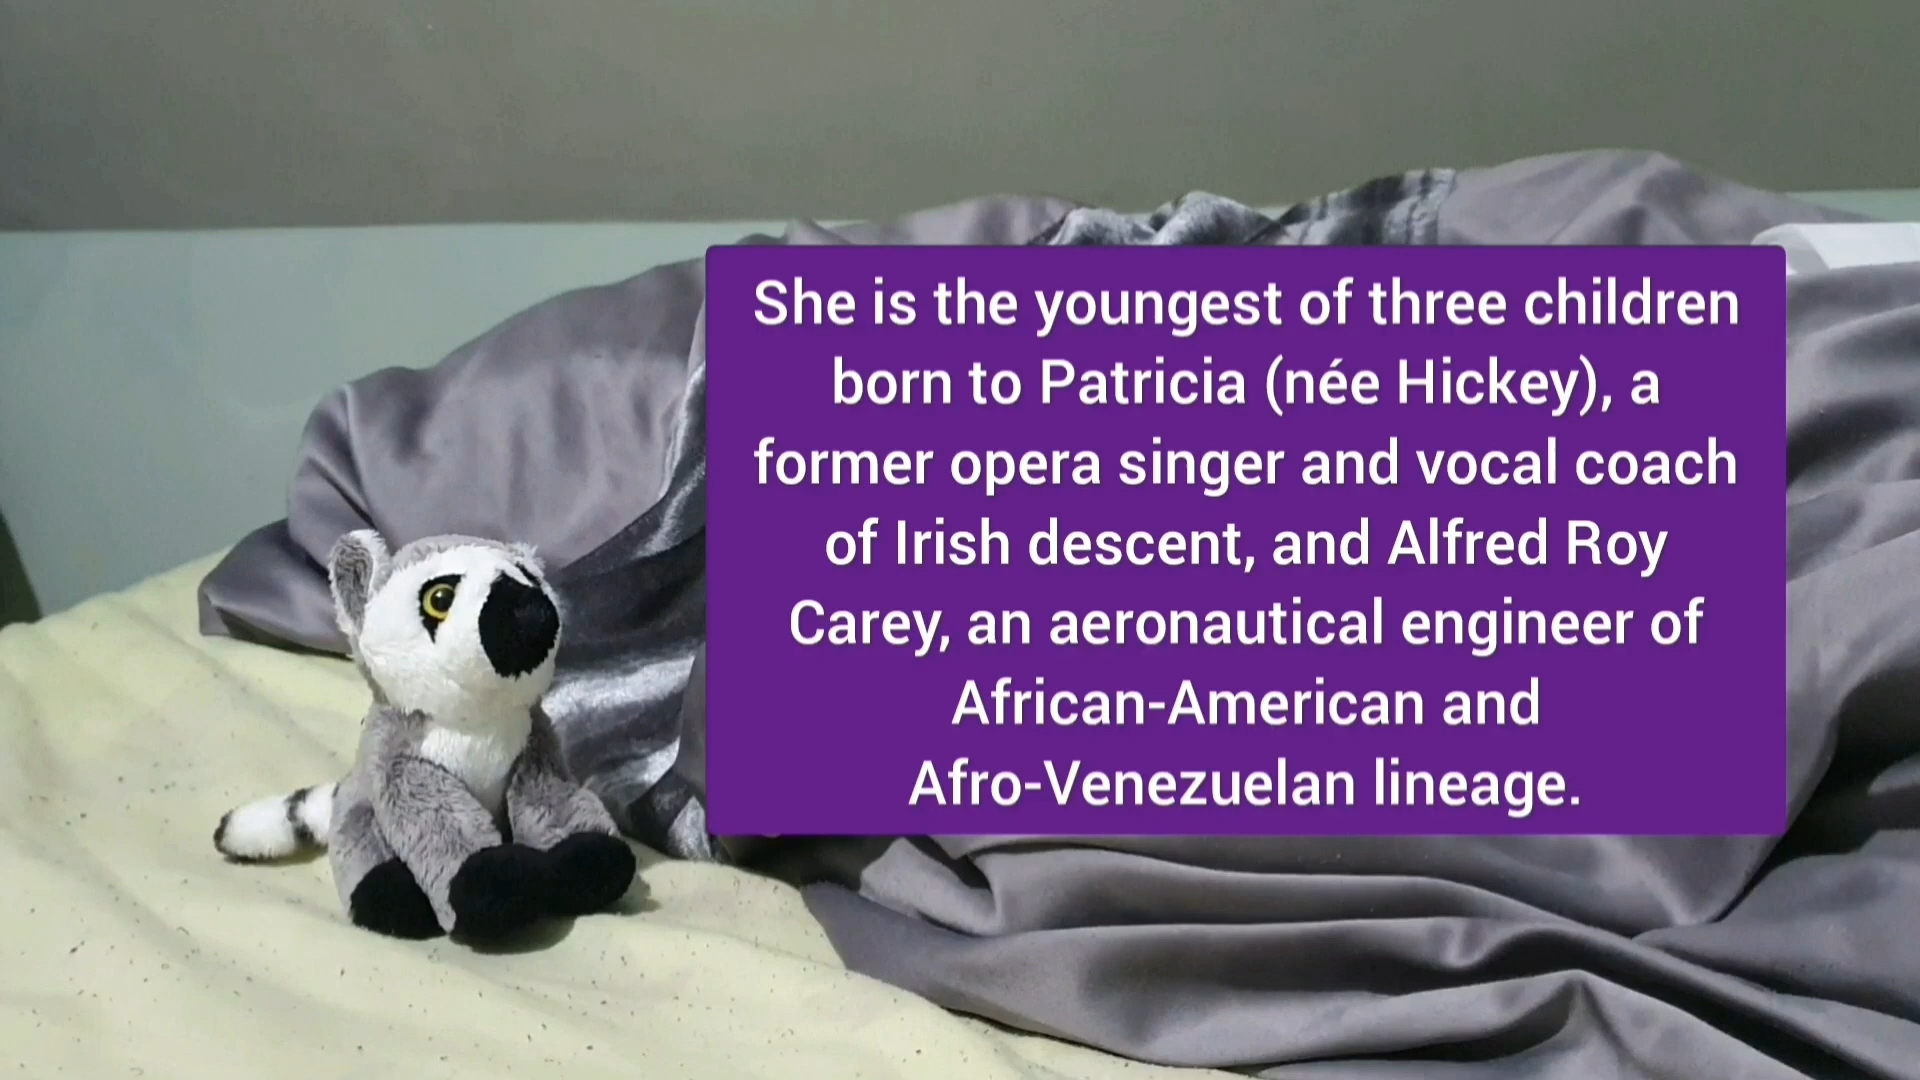 She is the youngest of three children
born to Patricia (née Hickey), a
former opera singer and vocal coach
of Irish descent, and Alfred Roy
Carey, an aeronautical engineer of
African-American and
Afro-Venezuelan lineage.